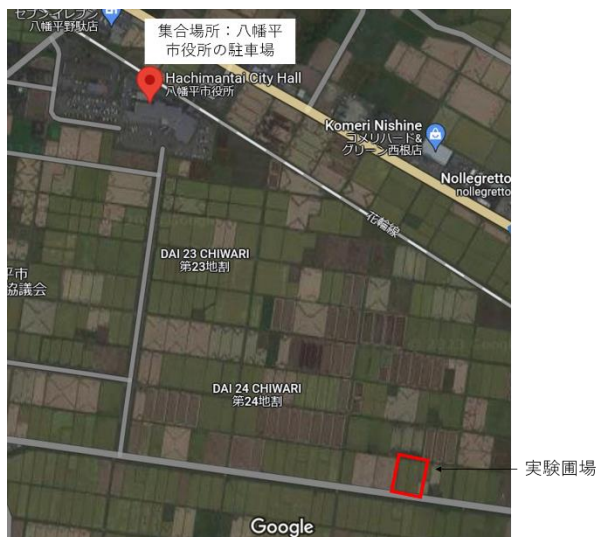 セブン-イレブン
八幡平野駄店
集合場所：八幡平
市役所の駐車場
Hachimantai City Hall
八幡平市役所
Komeri Nishine
コメリハード&
グリーン西根店
Nollegretto
nollegretto
花輪線
DAI 23 CHIWARI
第23地割
平市
協議会
DAI 24 CHIWARI
第24地割
実験圃場
Google